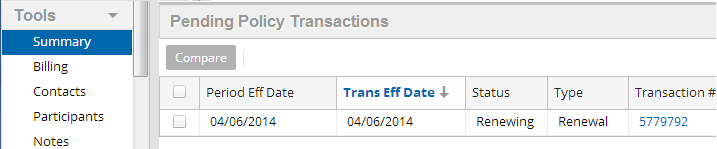 Tools
Summary
Billing
Contacts
Participants
Notes
Pending Policy Transactions
Compare
Period Eff Date Trans Eff Date Status Type Transaction #
04/06/2014 04/06/2014 Renewing Renewal 5779792